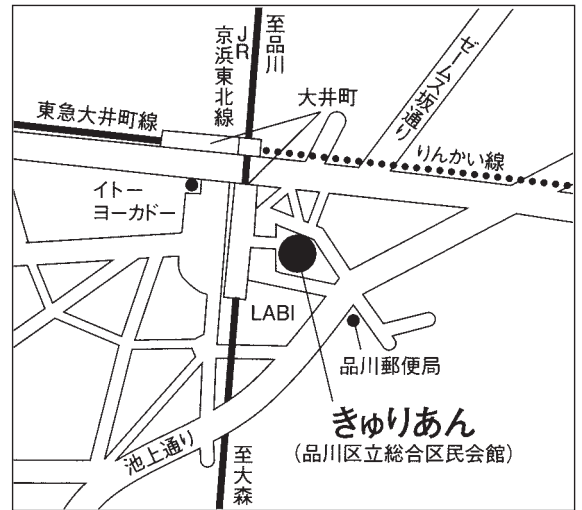 至品川
JR
京浜東北線
ゼームス坂通り
大井町
東急大井町線
りんかい線
イトー
ヨーカドー
LABI
品川郵便局
きゅりあん
(品川区立総合区民会館)
池上通り
至大森